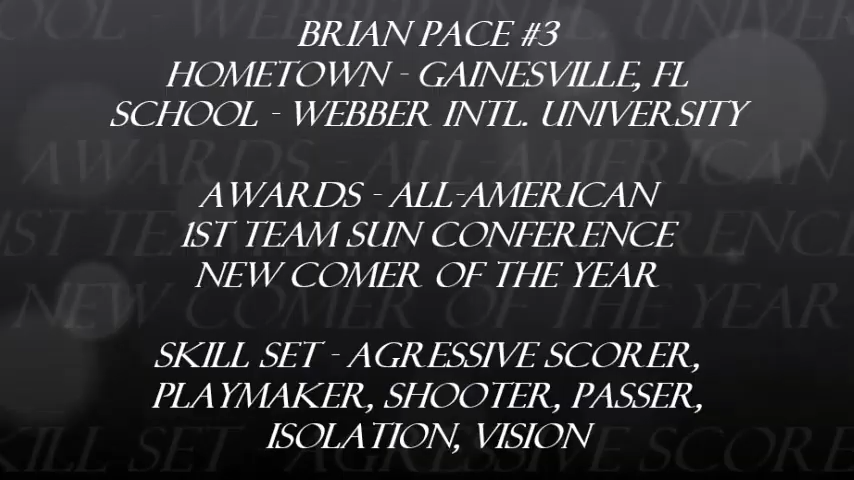 BRIAN PACE #3
HOMETOWN - GAINESVILLE, FL
SCHOOL - WEBBER INTL. UNIVERSITY
AWARDS - ALL-AMERICAN
1ST TEAM SUN CONFERENCE
NEW COMER OF THE YEAR
SKILL SET - AGRESSIVE SCORER,
PLAYMAKER, SHOOTER, PASSER,
ISOLATION, VISION